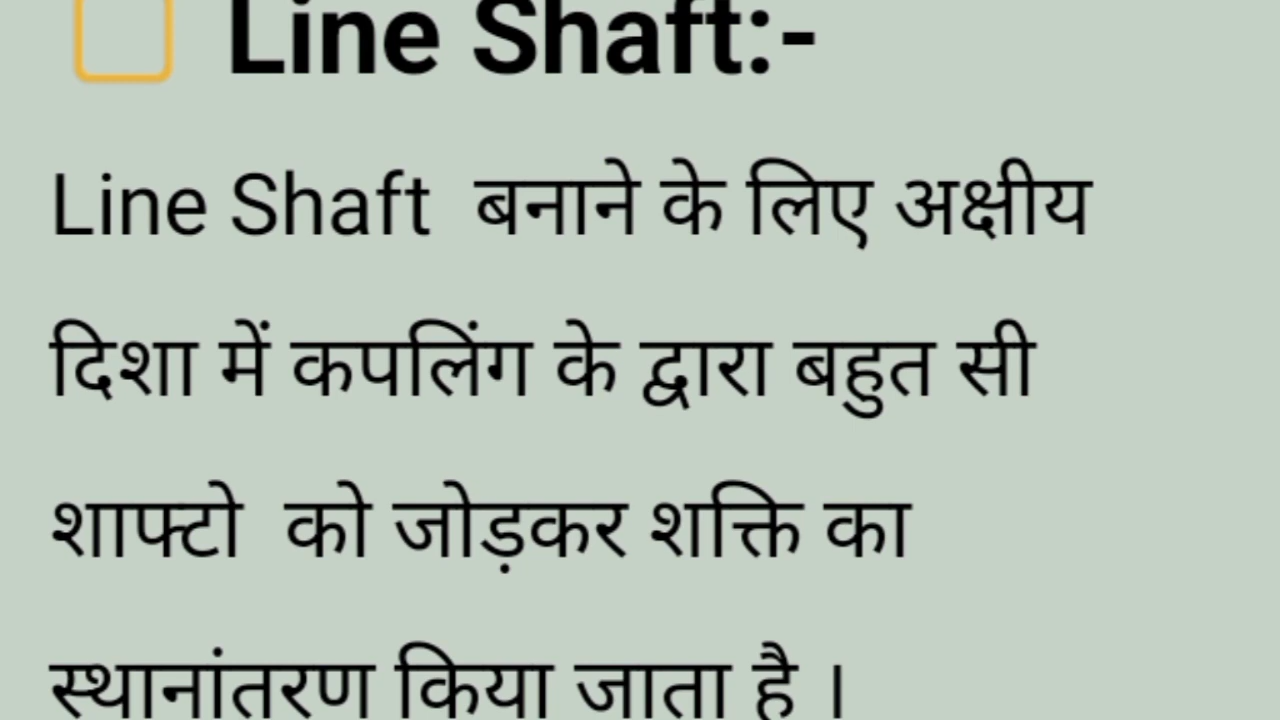 Line Shaft:-
Line Shaft बनाने के लिए अक्षीय
दिशा में कपलिंग के द्वारा बहुत सी
शाफ्टो को जोड़कर शक्ति का
स्थानांतरण किया जाता है ।